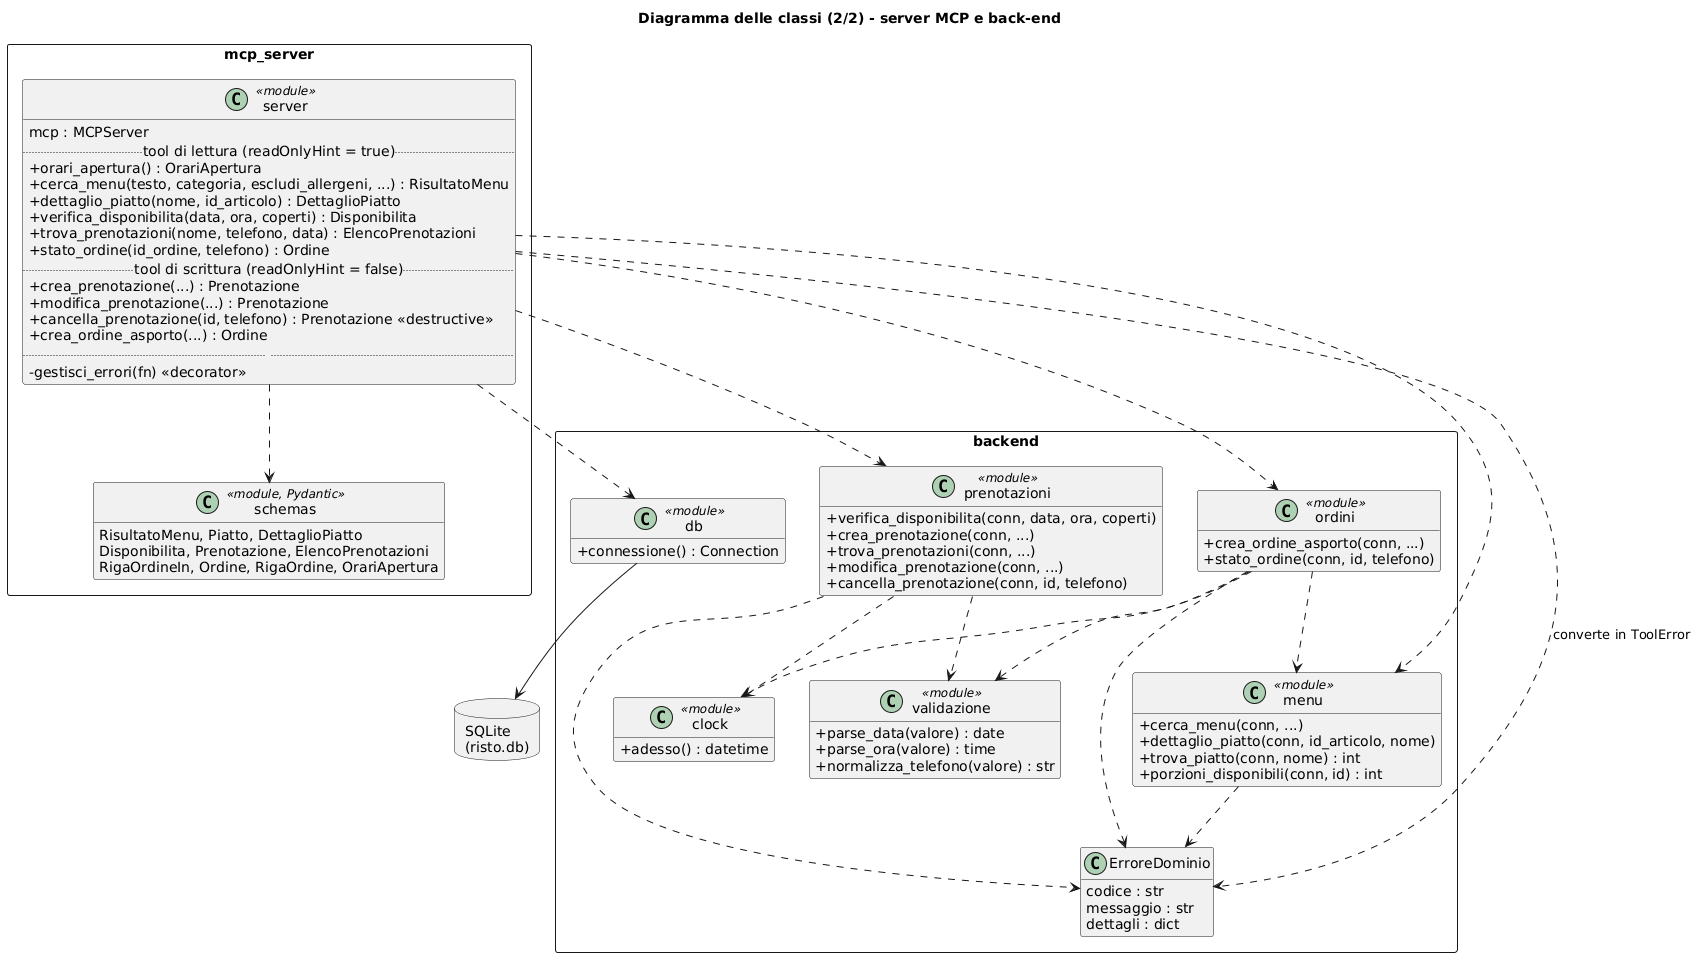 Diagramma delle classi (2/2) - server MCP e back-end
mcp_server
C
«module»
server
mcp : MCPServer
tool di lettura (readOnlyHint = true)
+orari_apertura() : OrariApertura
+cerca_menu(testo, categoria, escludi_allergeni, ...) : RisultatoMenu
+dettaglio_piatto(nome, id_articolo) : DettaglioPiatto
+verifica_disponibilita(data, ora, coperti) : Disponibilita
+trova_prenotazioni(nome, telefono, data) : ElencoPrenotazioni
+stato_ordine(id_ordine, telefono) : Ordine
tool di scrittura (readOnlyHint = false)
+crea_prenotazione(...) : Prenotazione
+modifica_prenotazione(...) : Prenotazione
+cancella_prenotazione(id, telefono) : Prenotazione «destructive»
+crea_ordine_asporto(...) : Ordine
-gestisci_errori(fn) «decorator»
C
«module, Pydantic»
schemas
RisultatoMenu, Piatto, DettaglioPiatto
Disponibilita, Prenotazione, ElencoPrenotazioni
RigaOrdineIn, Ordine, RigaOrdine, OrariApertura
backend
C
«module»
db
+connessione() : Connection
C
«module»
prenotazioni
+verifica_disponibilita(conn, data, ora, coperti)
+crea_prenotazione(conn, ...)
+trova_prenotazioni(conn, ...)
+modifica_prenotazione(conn, ...)
+cancella_prenotazione(conn, id, telefono)
C
«module»
ordini
+crea_ordine_asporto(conn, ...)
+stato_ordine(conn, id, telefono)
converte in ToolError
SQLite
(risto.db)
C
«module»
clock
+adesso() : datetime
C
«module»
validazione
+parse_data(valore) : date
+parse_ora(valore) : time
+normalizza_telefono(valore) : str
C
«module»
menu
+cerca_menu(conn, ...)
+dettaglio_piatto(conn, id_articolo, nome)
+trova_piatto(conn, nome) : int
+porzioni_disponibili(conn, id) : int
C
ErroreDominio
codice : str
messaggio : str
dettagli : dict